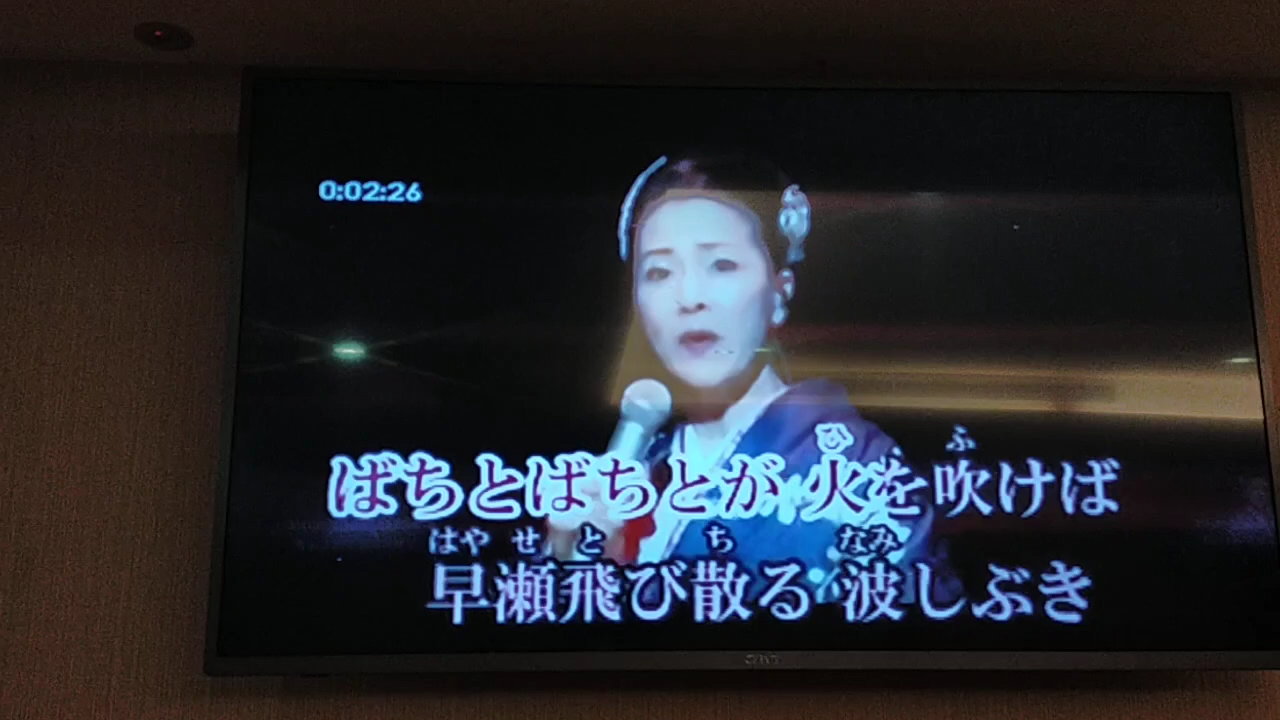 0:02:26
ひ ふ
ばちとばちとが 火を吹けば
はや せ と ち なみ
早瀬飛び散る 波しぶき